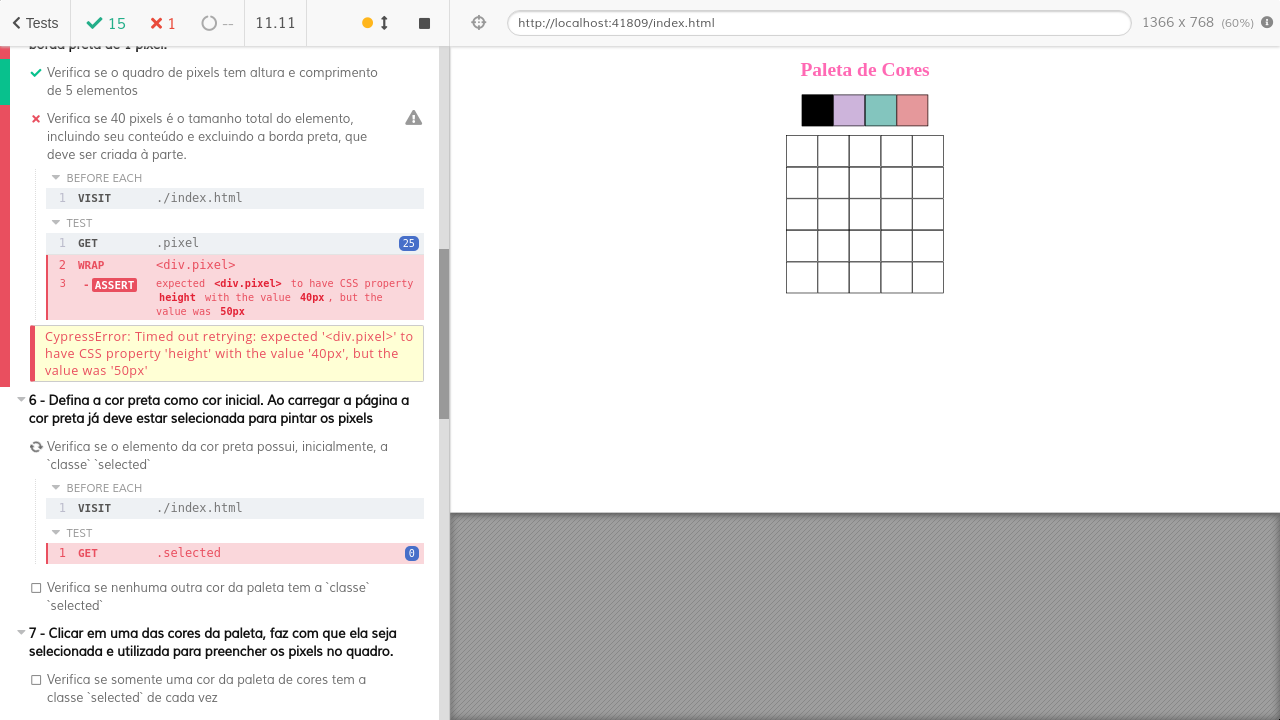 Tests
15
1
--
11.11
http://localhost:41809/index.html
1366 x 768 (60%)
borda preta de 1 pixel.
Verifica se o quadro de pixels tem altura e comprimento
de 5 elementos
Verifica se 40 pixels é o tamanho total do elemento,
incluindo seu conteúdo e excluindo a borda preta, que
deve ser criada à parte.
BEFORE EACH
1 VISIT ./index.html
TEST
1 GET .pixel 25
2 WRAP <div.pixel>
3 - ASSERT expected <div.pixel> to have CSS property
height with the value 40px, but the
value was 50px
CypressError: Timed out retrying: expected '<div.pixel>' to
have CSS property 'height' with the value '40px', but the
value was '50px'
6 - Defina a cor preta como cor inicial. Ao carregar a página a
cor preta já deve estar selecionada para pintar os pixels
Verifica se o elemento da cor preta possui, inicialmente, a
`classe` `selected`
BEFORE EACH
1 VISIT ./index.html
TEST
1 GET .selected 0
Verifica se nenhuma outra cor da paleta tem a `classe`
`selected`
7 - Clicar em uma das cores da paleta, faz com que ela seja
selecionada e utilizada para preencher os pixels no quadro.
Verifica se somente uma cor da paleta de cores tem a
classe `selected` de cada vez
Paleta de Cores